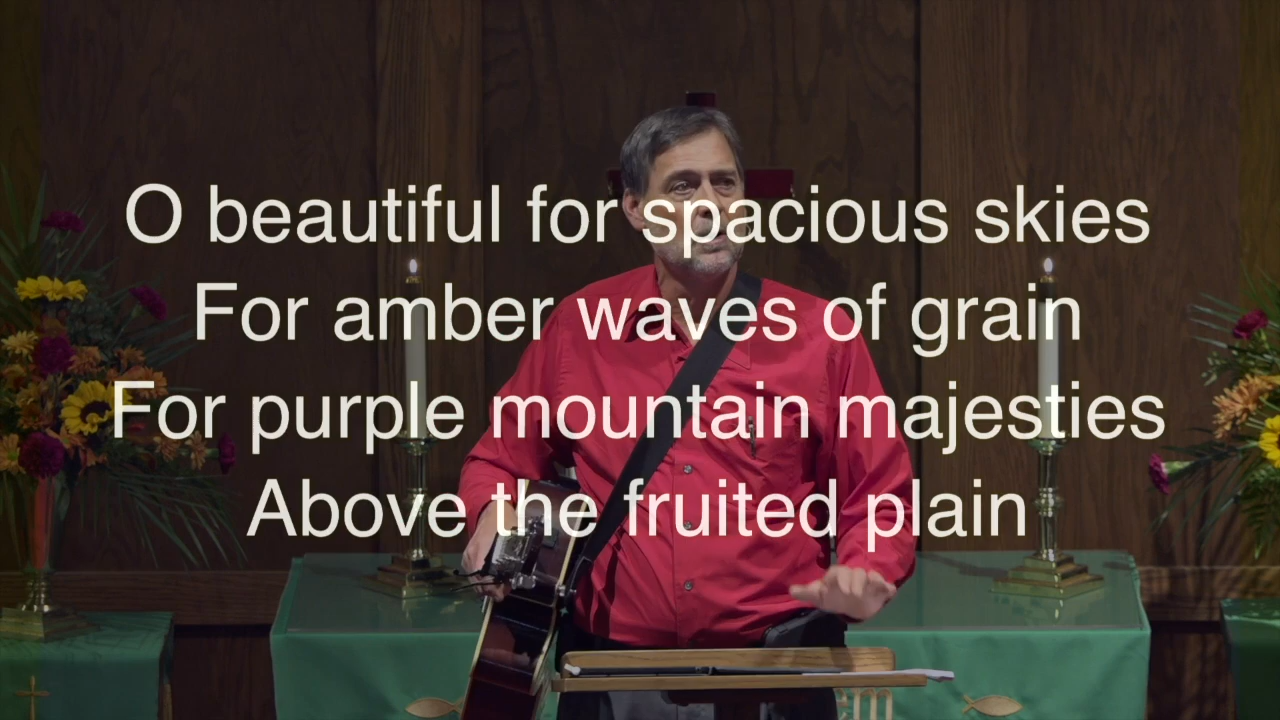 O beautiful for spacious skies
For amber waves of grain
For purple mountain majesties
Above the fruited plain